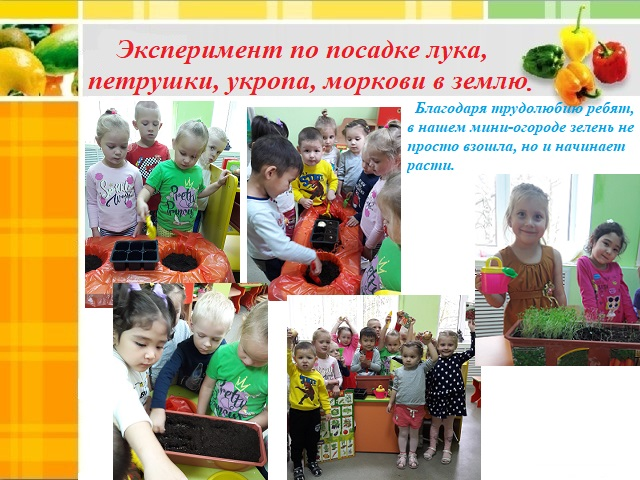 Эксперимент по посадке лука,
петрушки, укропа, моркови в землю.
Благодаря трудолюбию ребят,
в нашем мини-огороде зелень не
просто взошла, но и начинает
расти.